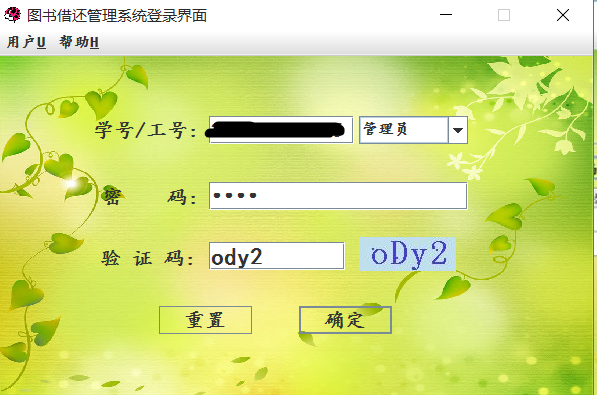 图书借还管理系统登录界面
用户U 帮助H
学号/工号: 管理员
密 码: ••••
验 证 码: ody2 oDy2
重置 确定